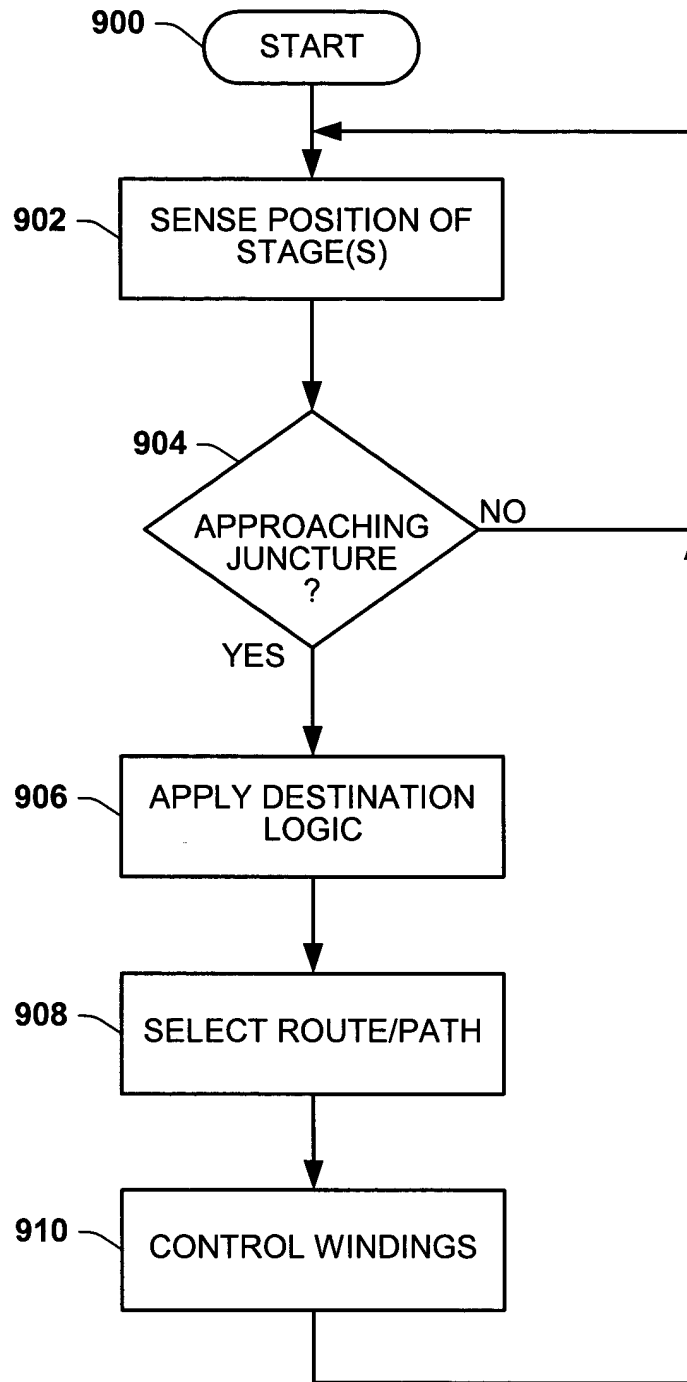 900
START
902
SENSE POSITION OF
STAGE(S)
904
APPROACHING
JUNCTURE
?
NO
YES
906
APPLY DESTINATION
LOGIC
908
SELECT ROUTE/PATH
910
CONTROL WINDINGS